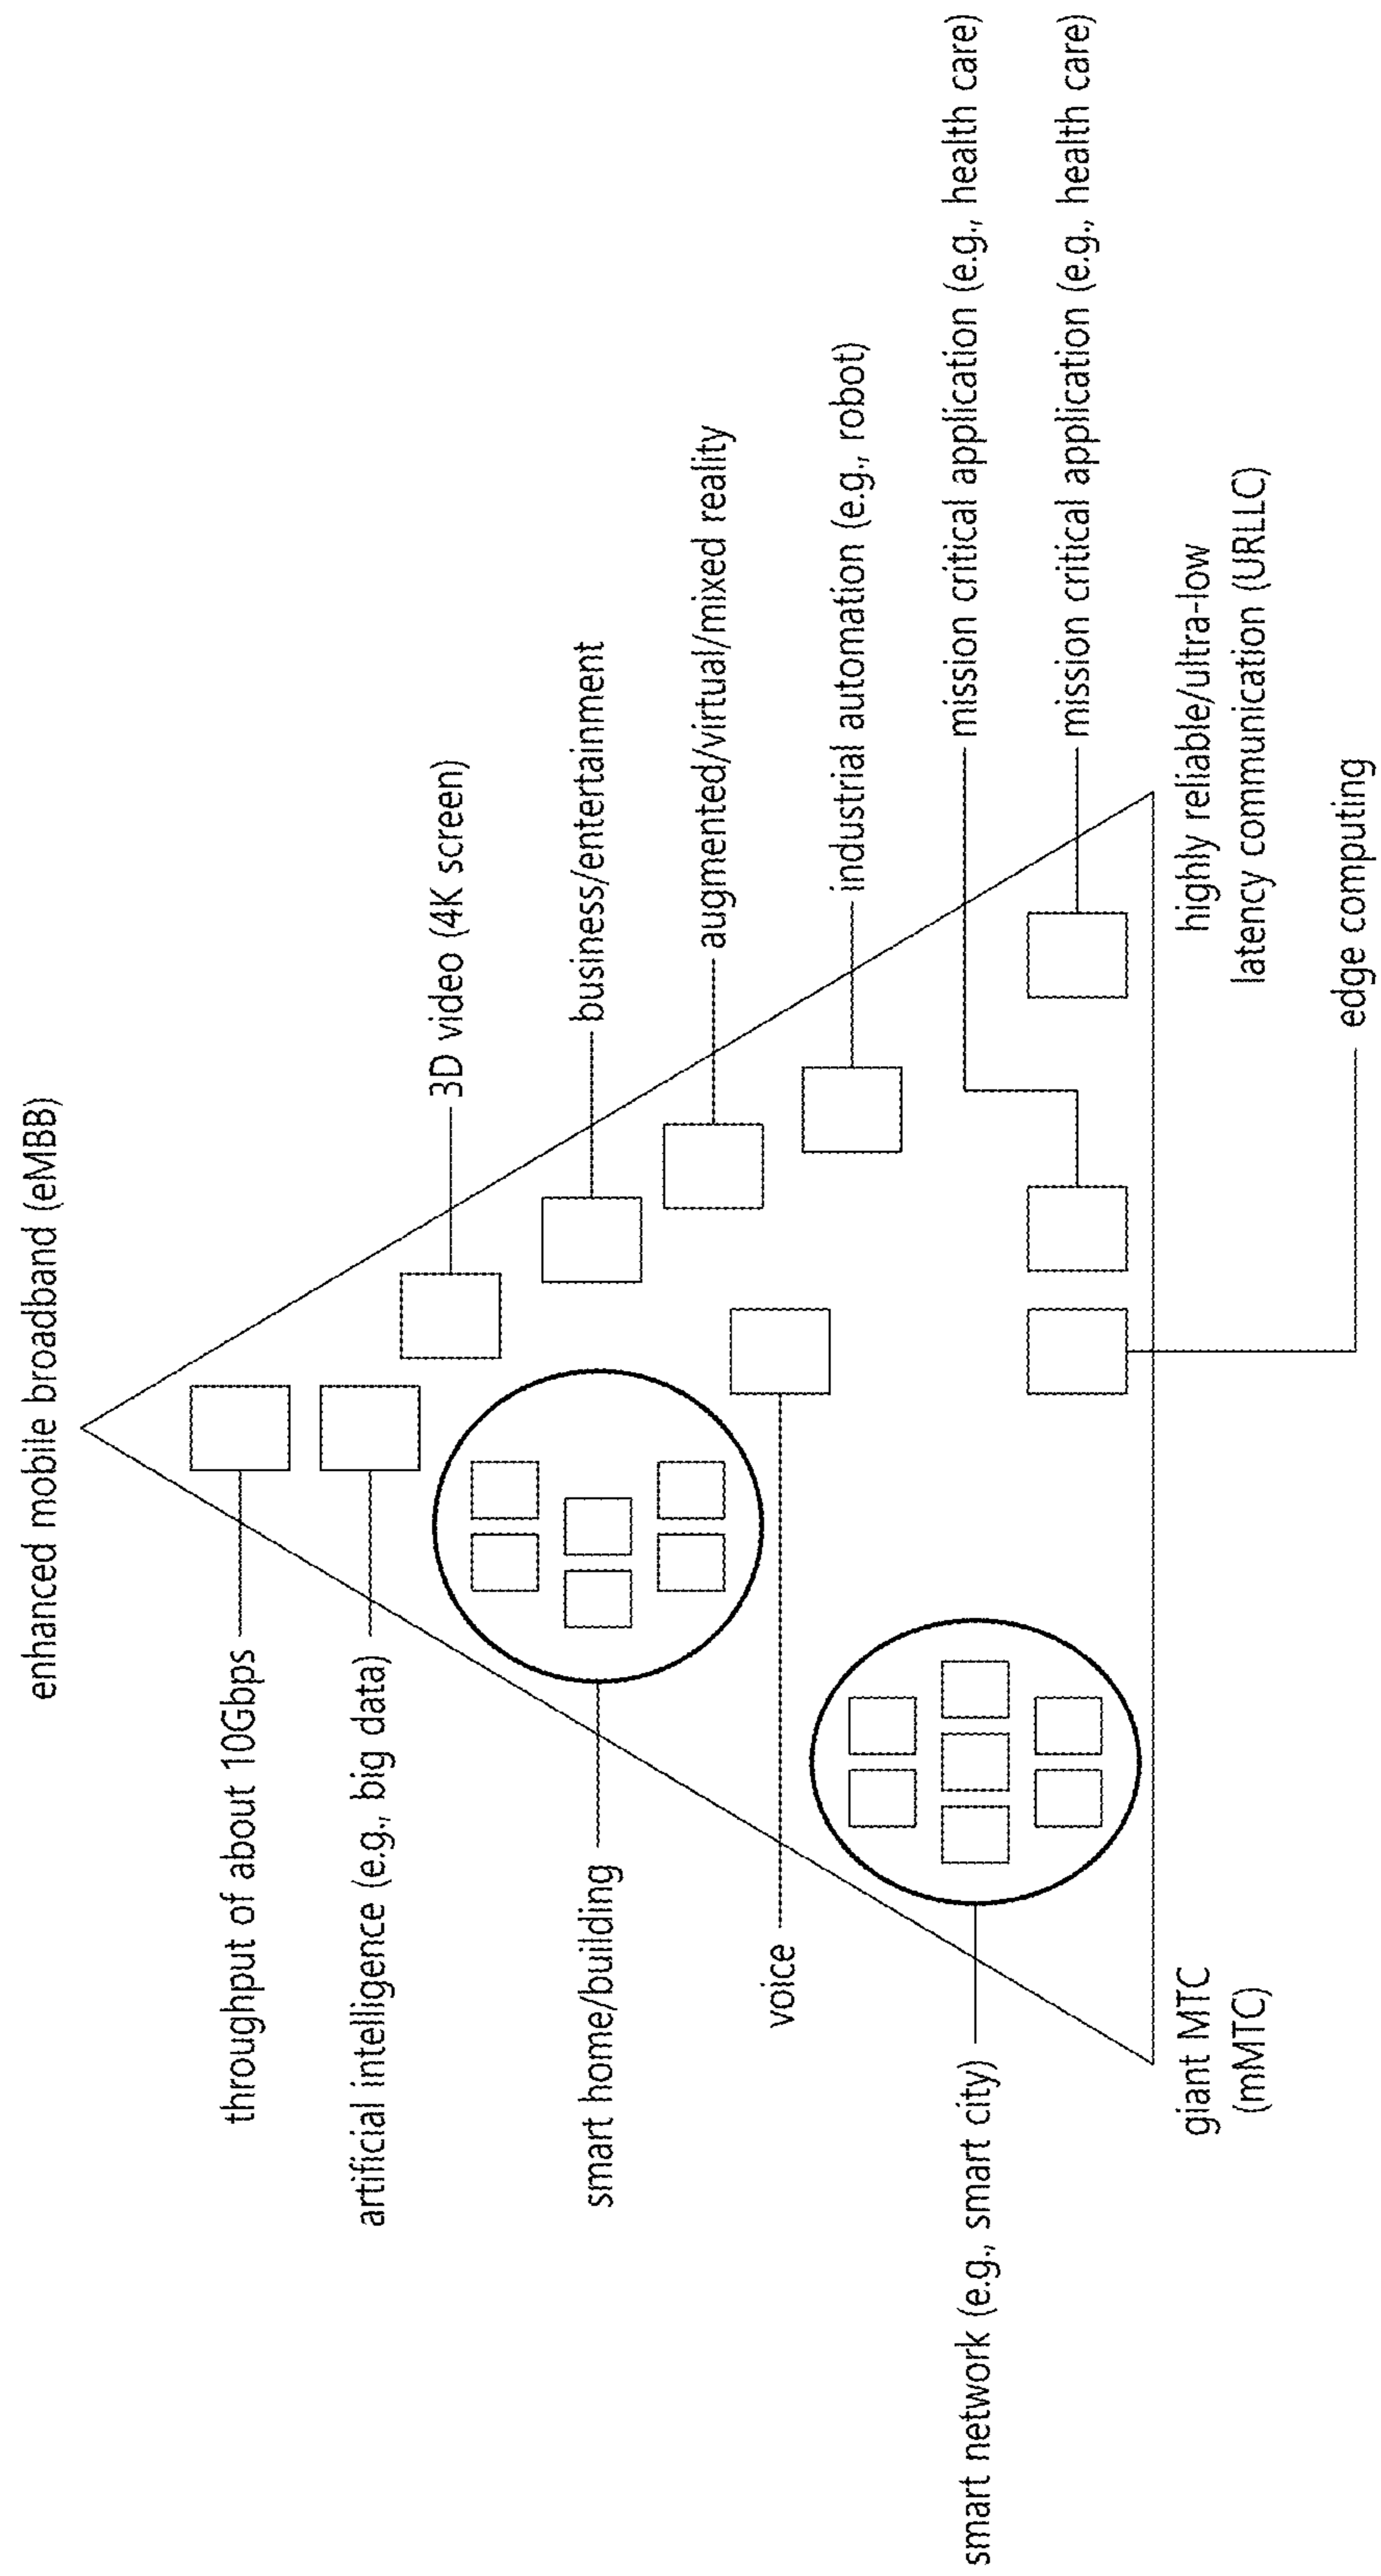 enhanced mobile broadband (eMBB)
throughput of about 10Gbps
artificial intelligence (e.g., big data)
3D video (4K screen)
smart home/building
business/entertainment
augmented/virtual/mixed reality
voice
industrial automation (e.g., robot)
smart network (e.g., smart city)
mission critical application (e.g., health care)
mission critical application (e.g., health care)
giant MTC
(mMTC)
highly reliable/ultra-low
latency communication (URLLC)
edge computing